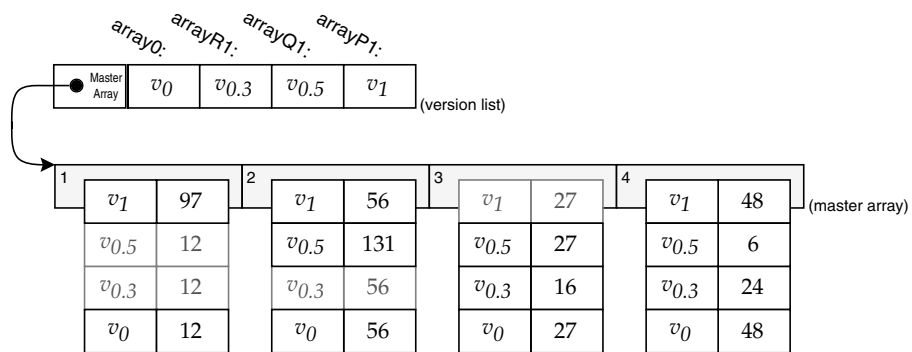 array0: arrayR1: arrayQ1: arrayP1:
Master Array v0 v0.3 v0.5 v1
(version list)
1 2 3 4
v1 97 v1 56 v1 27 v1 48
(master array)
v0.5 12 v0.5 131 v0.5 27 v0.5 6
v0.3 12 v0.3 56 v0.3 16 v0.3 24
v0 12 v0 56 v0 27 v0 48